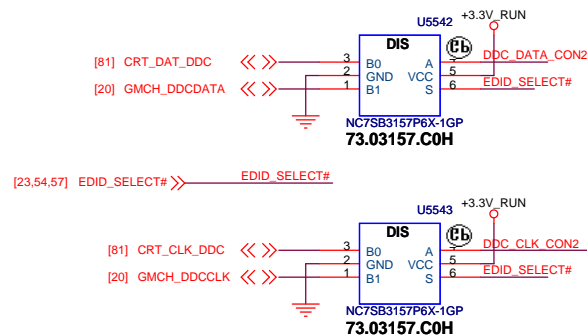 U5542
+3.3V_RUN
DIS
[81] CRT_DAT_DDC
3 B0 A DDC_DATA_CON2
2 GND VCC 5
[20] GMCH_DDCDATA
1 B1 S 6 EDID_SELECT#
NC7SB3157P6X-1GP
73.03157.C0H
[23,54,57] EDID_SELECT# EDID_SELECT#
U5543
+3.3V_RUN
DIS
[81] CRT_CLK_DDC
3 B0 A DDC_CLK_CON2
2 GND VCC 5
[20] GMCH_DDCCLK
1 B1 S 6 EDID_SELECT#
NC7SB3157P6X-1GP
73.03157.C0H